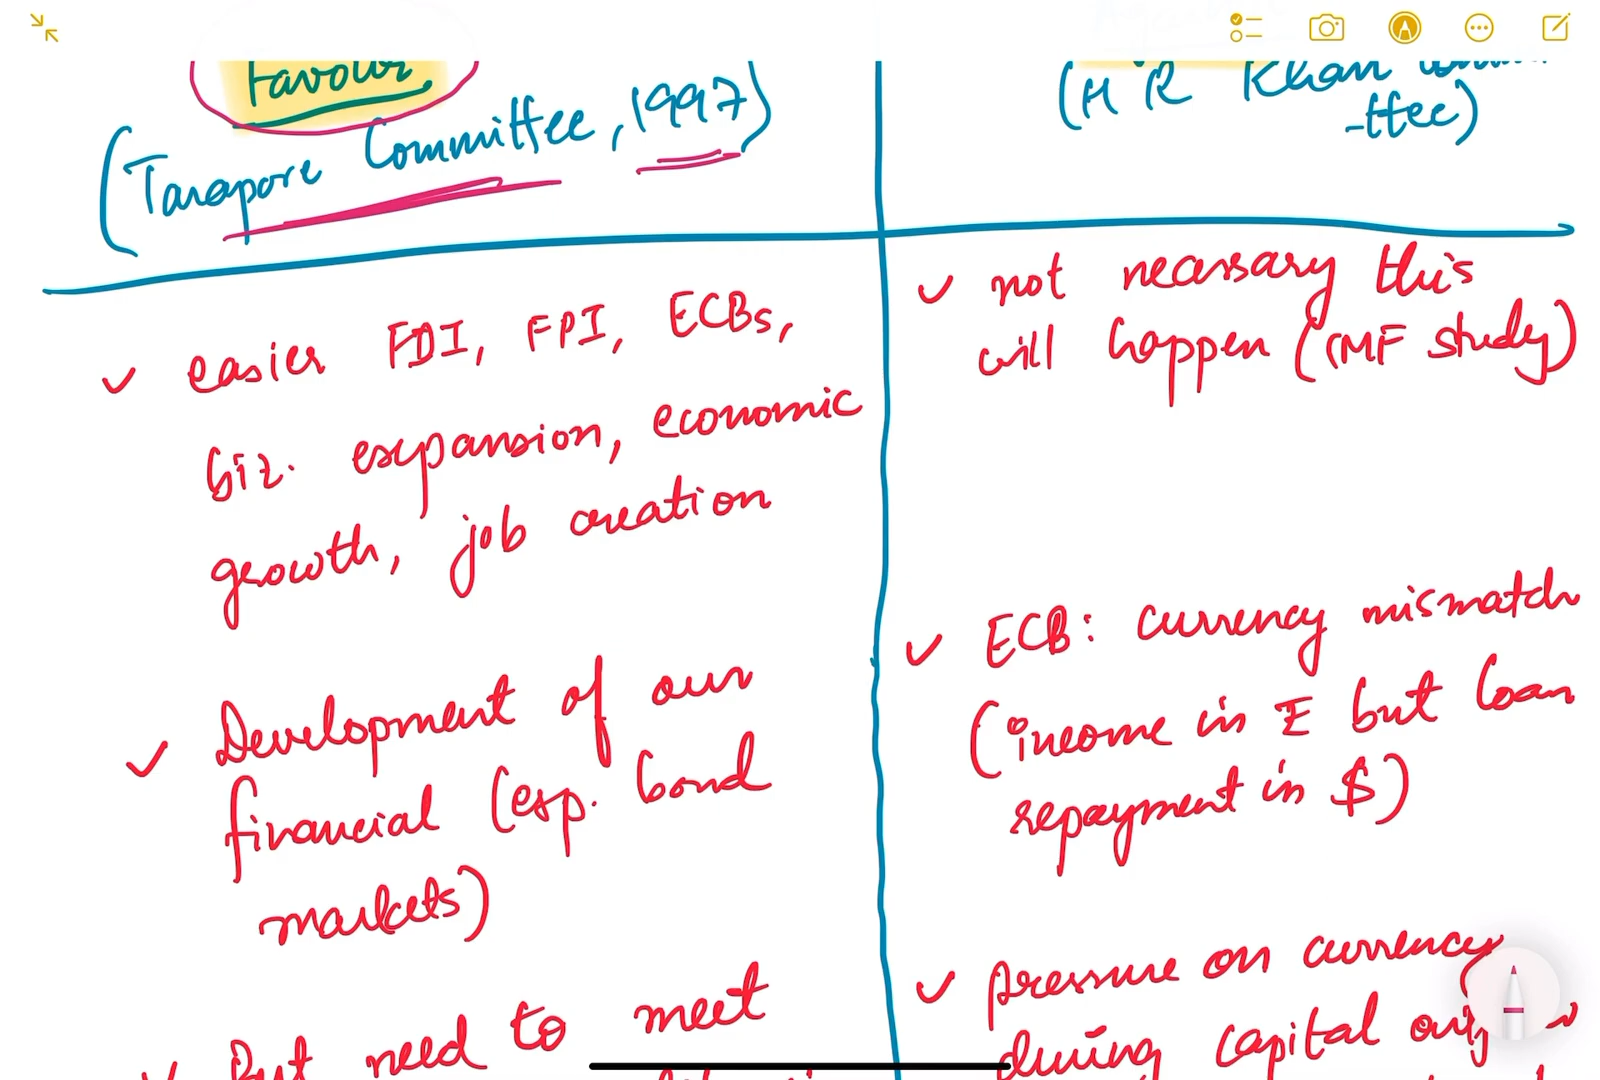 Favour
(Tarapore Committee, 1997)
easier FDI, FPI, ECBs,
biz. expansion, economic
growth, job creation
Development of our
financial (esp. bond
markets)
But need to meet
(H R Khan
-ttee)
not necessary this
will happen (IMF study)
ECB: currency mismatch
(income in ₹ but loan
repayment in $)
pressure on currency
during capital